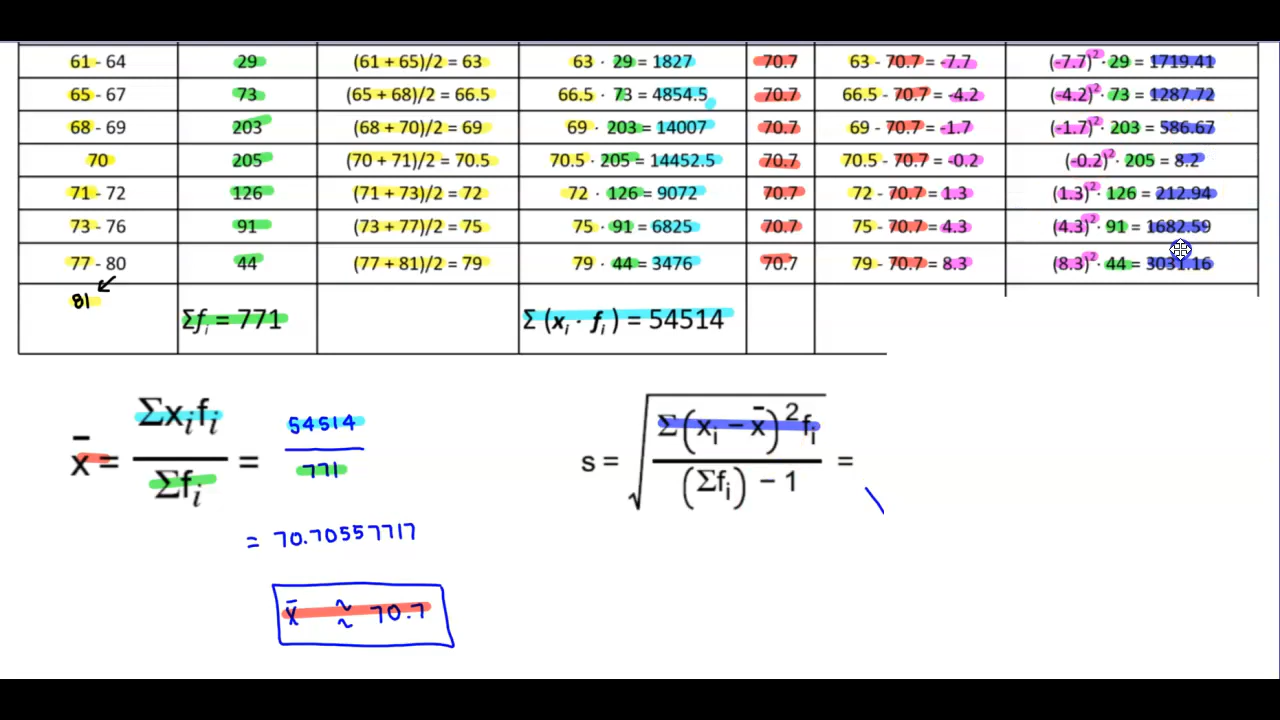 61 - 64 29 (61 + 65)/2 = 63 63 · 29 = 1827 70.7 63 - 70.7 = -7.7 (-7.7)² · 29 = 1719.41
65 - 67 73 (65 + 68)/2 = 66.5 66.5 · 73 = 4854.5 70.7 66.5 - 70.7 = -4.2 (-4.2)² · 73 = 1287.72
68 - 69 203 (68 + 70)/2 = 69 69 · 203 = 14007 70.7 69 - 70.7 = -1.7 (-1.7)² · 203 = 586.67
70 205 (70 + 71)/2 = 70.5 70.5 · 205 = 14452.5 70.7 70.5 - 70.7 = -0.2 (-0.2)² · 205 = 8.2
71 - 72 126 (71 + 73)/2 = 72 72 · 126 = 9072 70.7 72 - 70.7 = 1.3 (1.3)² · 126 = 212.94
73 - 76 91 (73 + 77)/2 = 75 75 · 91 = 6825 70.7 75 - 70.7 = 4.3 (4.3)² · 91 = 1682.59
77 - 80 44 (77 + 81)/2 = 79 79 · 44 = 3476 70.7 79 - 70.7 = 8.3 (8.3)² · 44 = 3031.16
81
Σfᵢ = 771 Σ (xᵢ · fᵢ ) = 54514
x̄ = Σxᵢfᵢ / Σfᵢ = 54514 / 771
= 70.70557717
x̄ ≈ 70.7
s = √(Σ(xᵢ − x̄)²fᵢ / (Σfᵢ) − 1) =